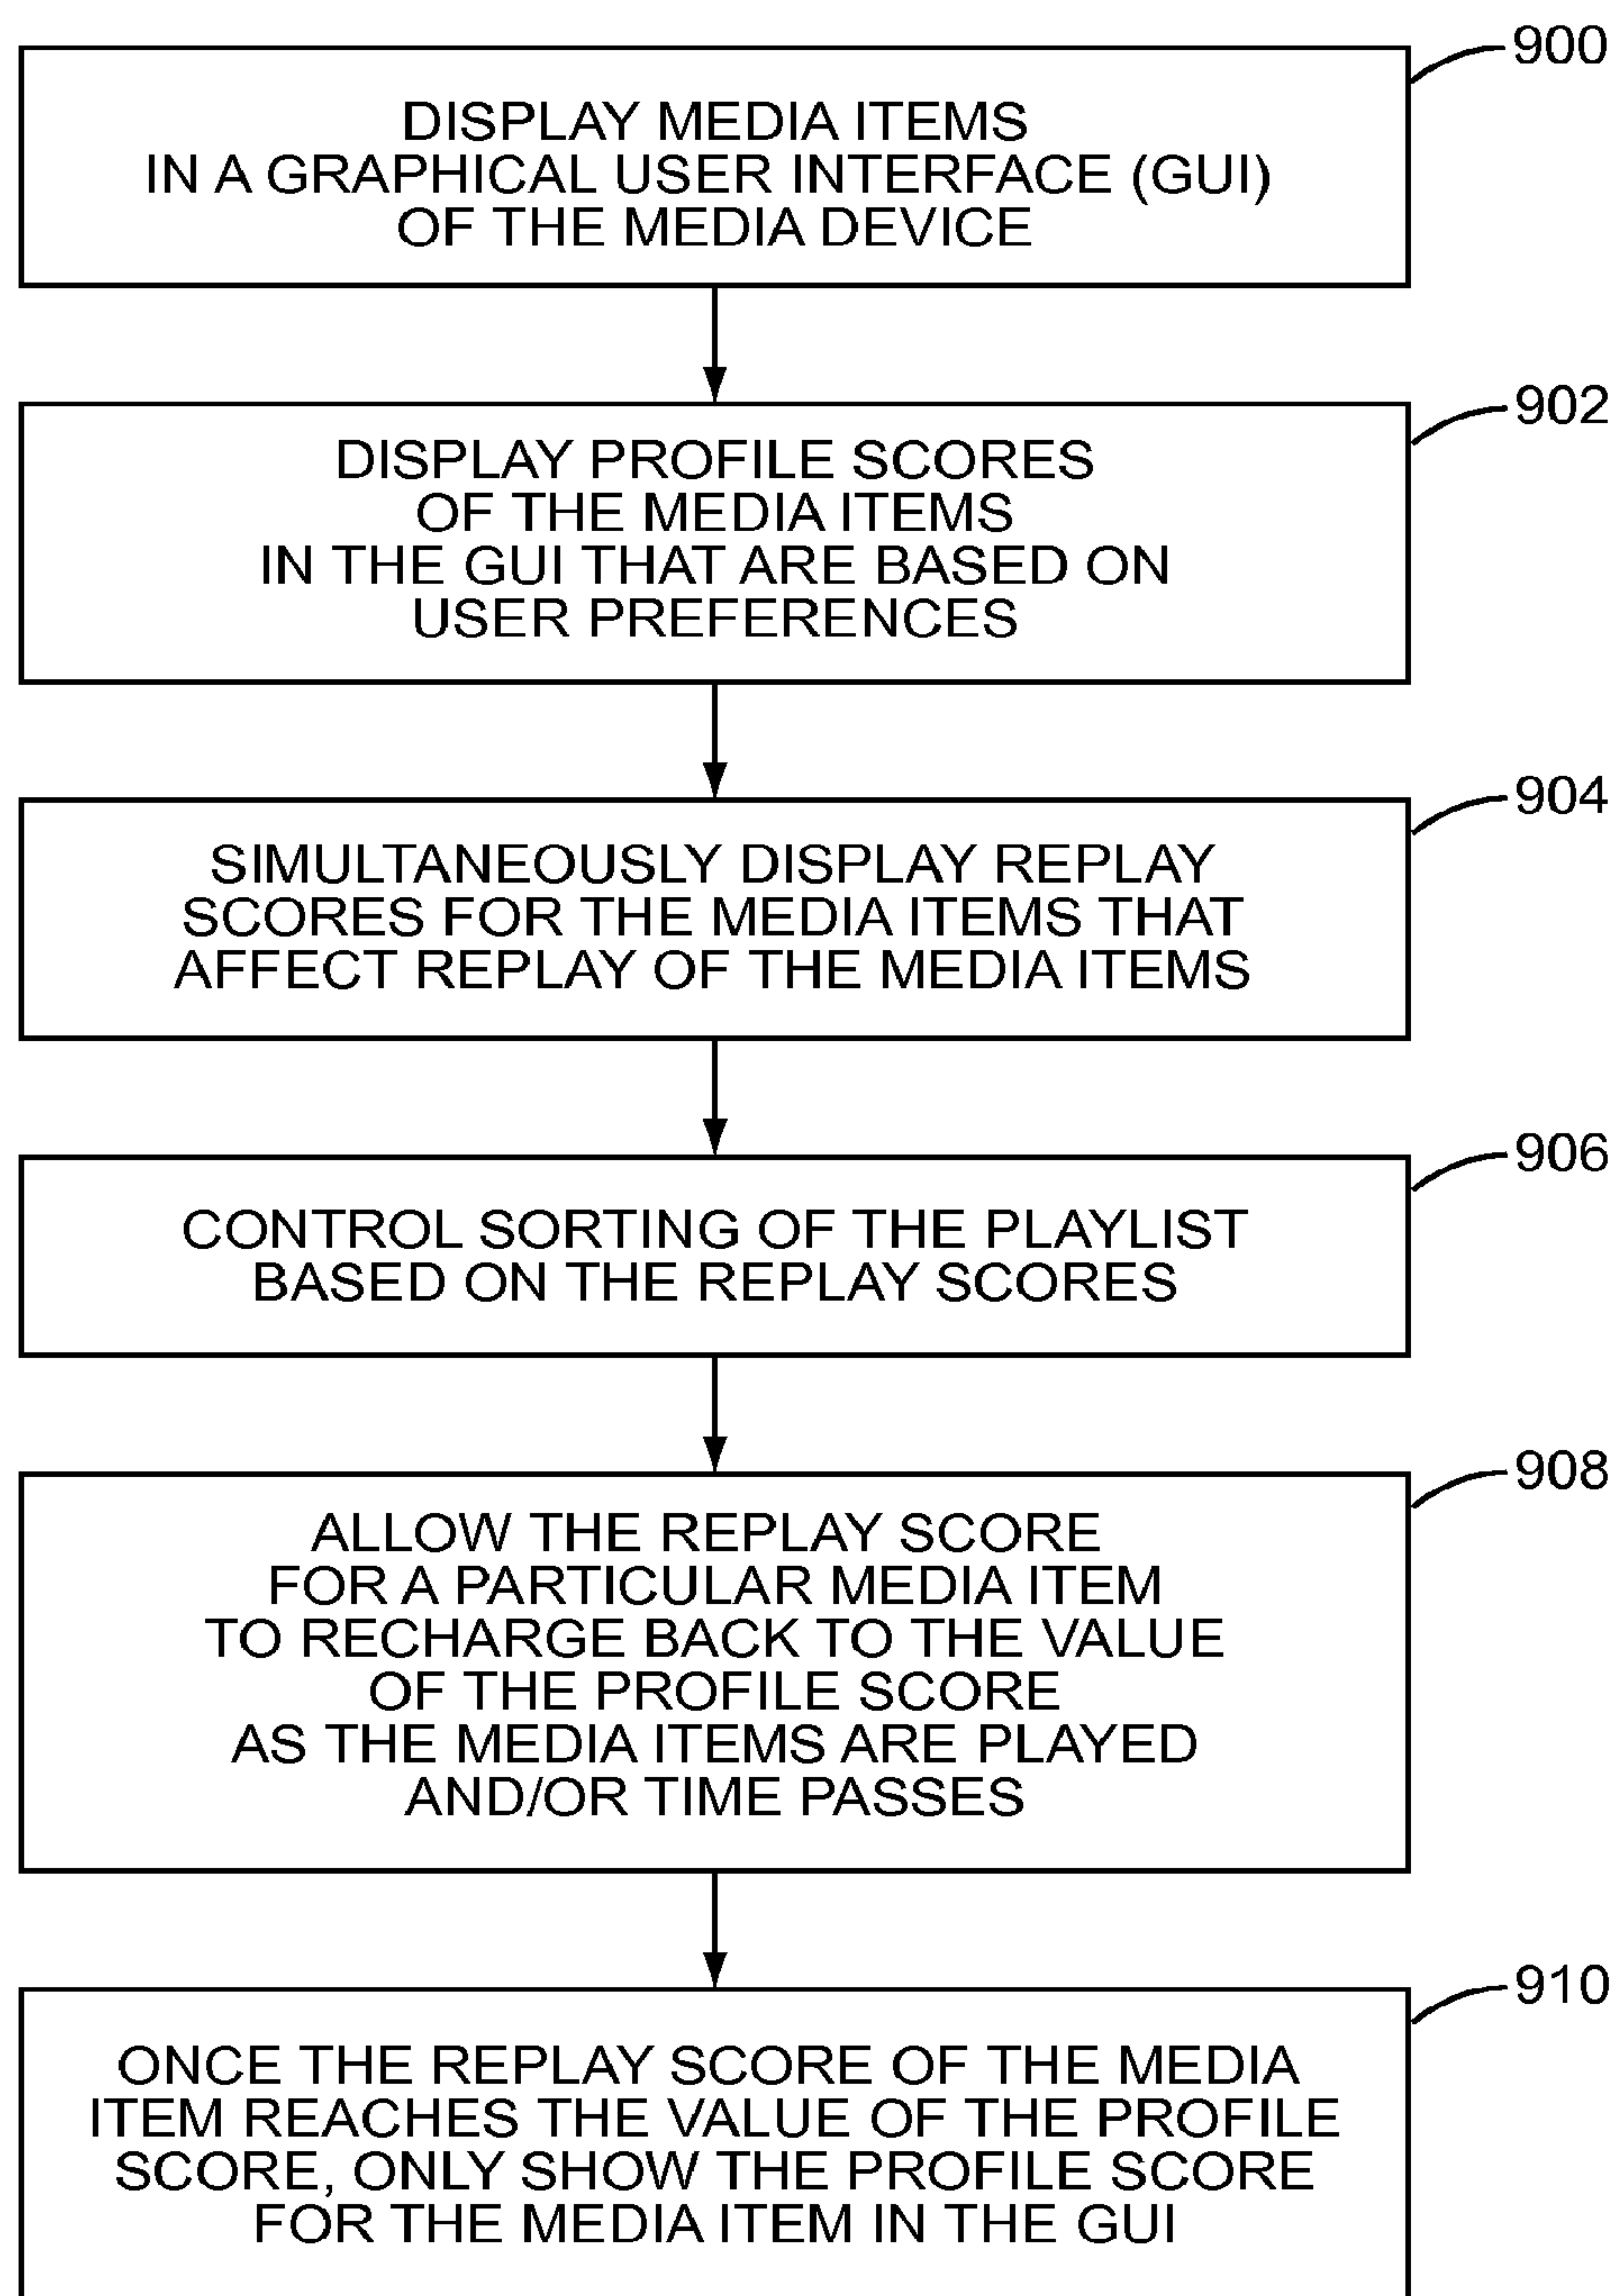 900
DISPLAY MEDIA ITEMS
IN A GRAPHICAL USER INTERFACE (GUI)
OF THE MEDIA DEVICE
902
DISPLAY PROFILE SCORES
OF THE MEDIA ITEMS
IN THE GUI THAT ARE BASED ON
USER PREFERENCES
904
SIMULTANEOUSLY DISPLAY REPLAY
SCORES FOR THE MEDIA ITEMS THAT
AFFECT REPLAY OF THE MEDIA ITEMS
906
CONTROL SORTING OF THE PLAYLIST
BASED ON THE REPLAY SCORES
908
ALLOW THE REPLAY SCORE
FOR A PARTICULAR MEDIA ITEM
TO RECHARGE BACK TO THE VALUE
OF THE PROFILE SCORE
AS THE MEDIA ITEMS ARE PLAYED
AND/OR TIME PASSES
910
ONCE THE REPLAY SCORE OF THE MEDIA
ITEM REACHES THE VALUE OF THE PROFILE
SCORE, ONLY SHOW THE PROFILE SCORE
FOR THE MEDIA ITEM IN THE GUI